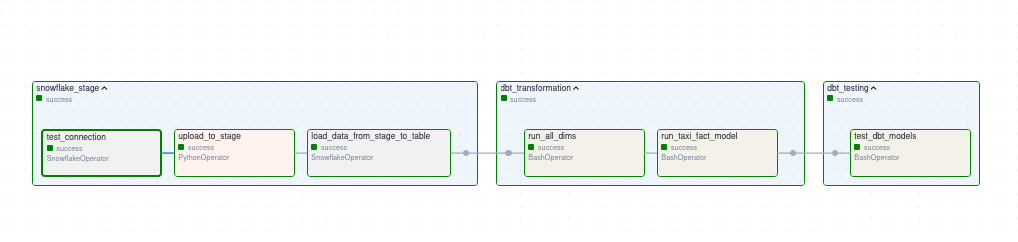 snowflake_stage
success
test_connection
success
SnowflakeOperator
upload_to_stage
success
PythonOperator
load_data_from_stage_to_table
success
SnowflakeOperator
dbt_transformation
success
run_all_dims
success
BashOperator
run_taxi_fact_model
success
BashOperator
dbt_testing
success
test_dbt_models
success
BashOperator